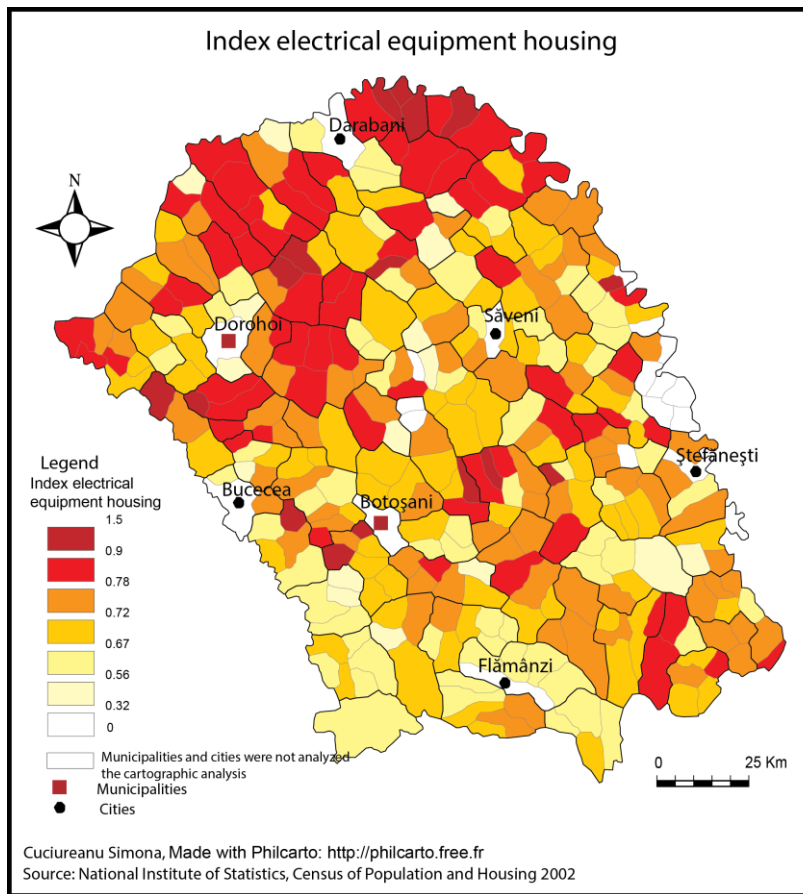 Index electrical equipment housing
Darabani
N
Dorohoi
Săveni
Ştefăneşti
Legend
Index electrical
equipment housing
Bucecea
Botoşani
1.5
0.9
0.78
0.72
0.67
0.56
0.32
0
Flămânzi
Municipalities and cities were not analyzed
the cartographic analysis
Municipalities
Cities
0 25 Km
Cuciureanu Simona, Made with Philcarto: http://philcarto.free.fr
Source: National Institute of Statistics, Census of Population and Housing 2002